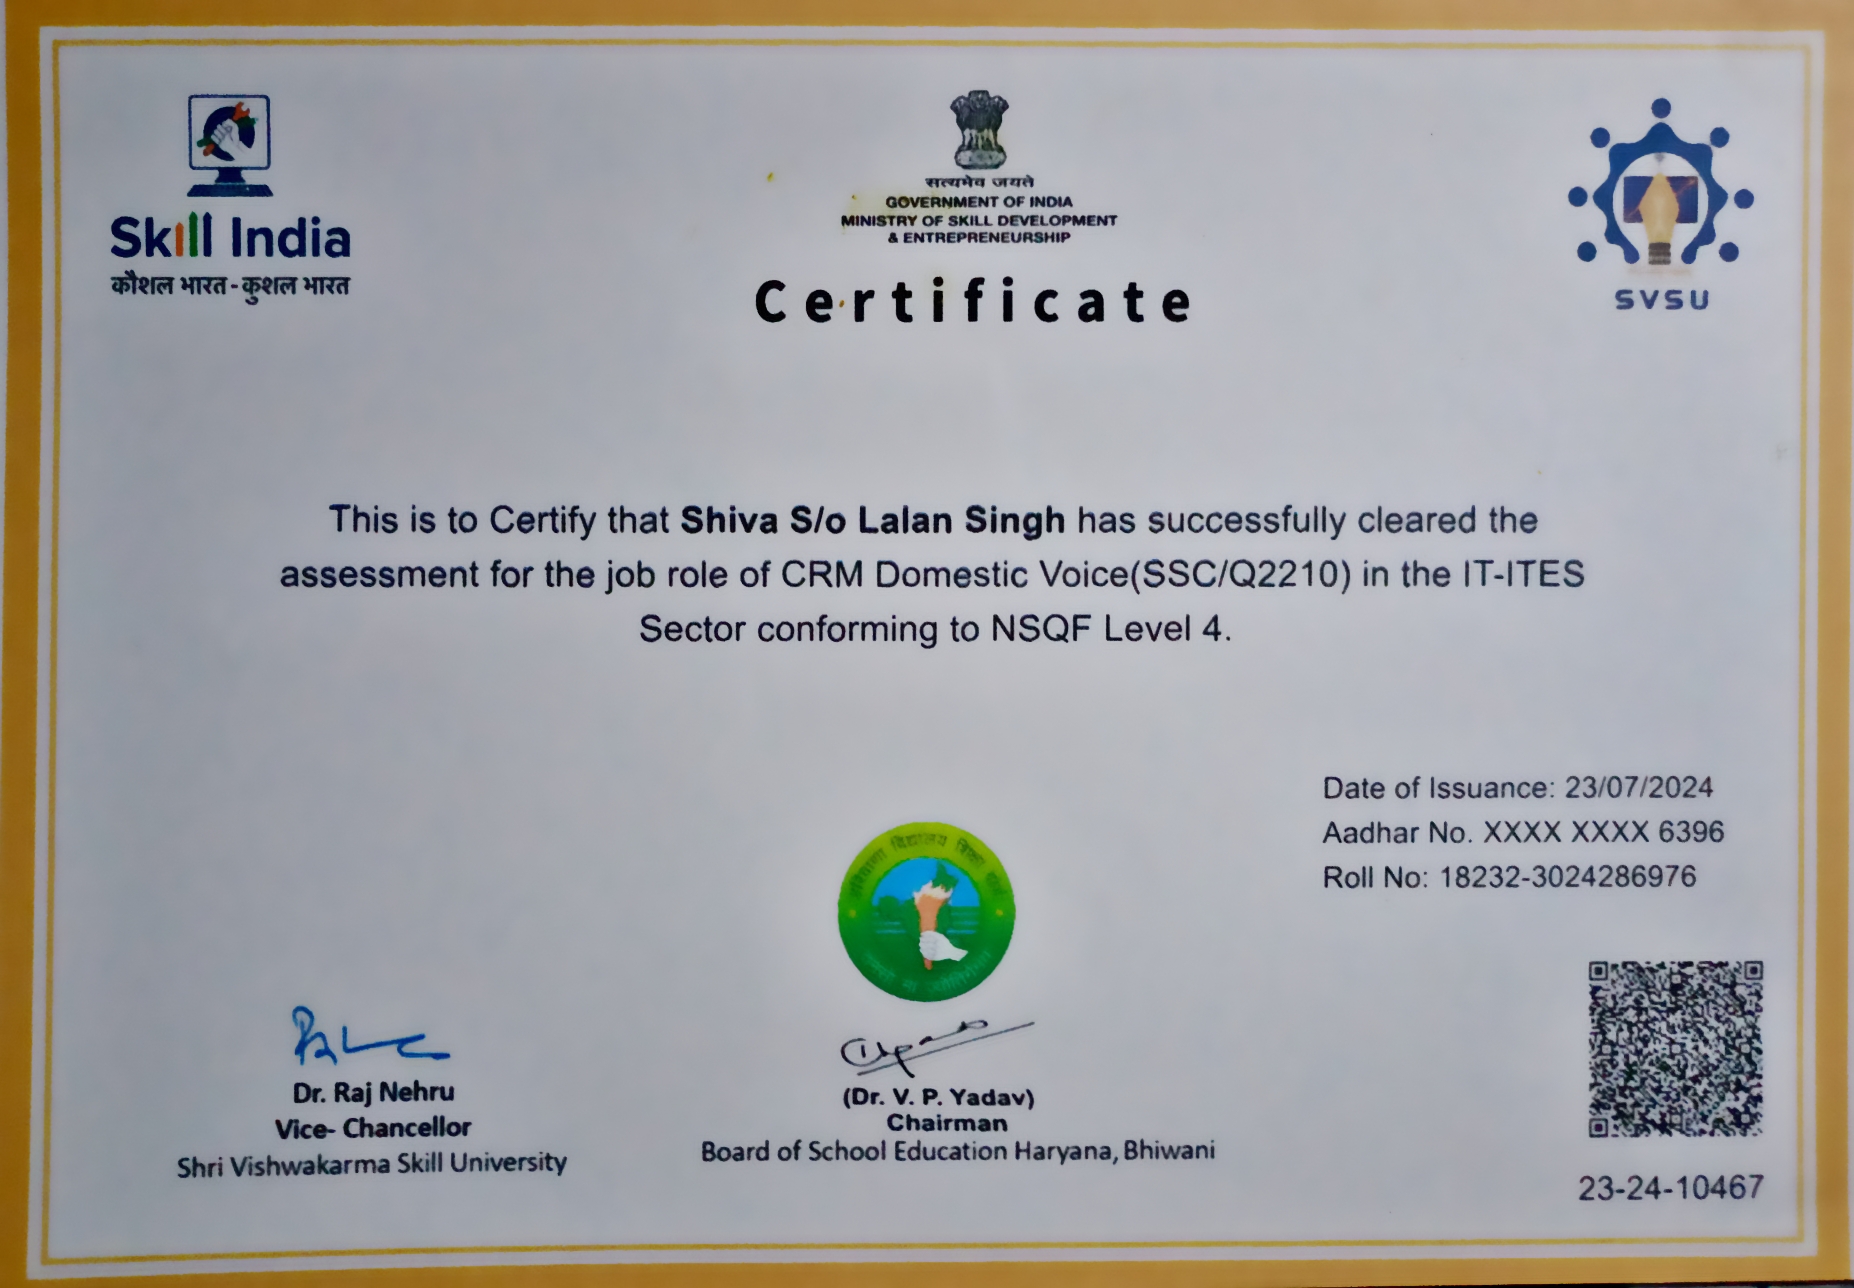 Skill India
कौशल भारत - कुशल भारत
सत्यमेव जयते
GOVERNMENT OF INDIA
MINISTRY OF SKILL DEVELOPMENT
& ENTREPRENEURSHIP
SVSU
Certificate
This is to Certify that Shiva S/o Lalan Singh has successfully cleared the
assessment for the job role of CRM Domestic Voice(SSC/Q2210) in the IT-ITES
Sector conforming to NSQF Level 4.
Date of Issuance: 23/07/2024
Aadhar No. XXXX XXXX 6396
Roll No: 18232-3024286976
विद्यालय
Dr. Raj Nehru
Vice- Chancellor
Shri Vishwakarma Skill University
(Dr. V. P. Yadav)
Chairman
Board of School Education Haryana, Bhiwani
23-24-10467